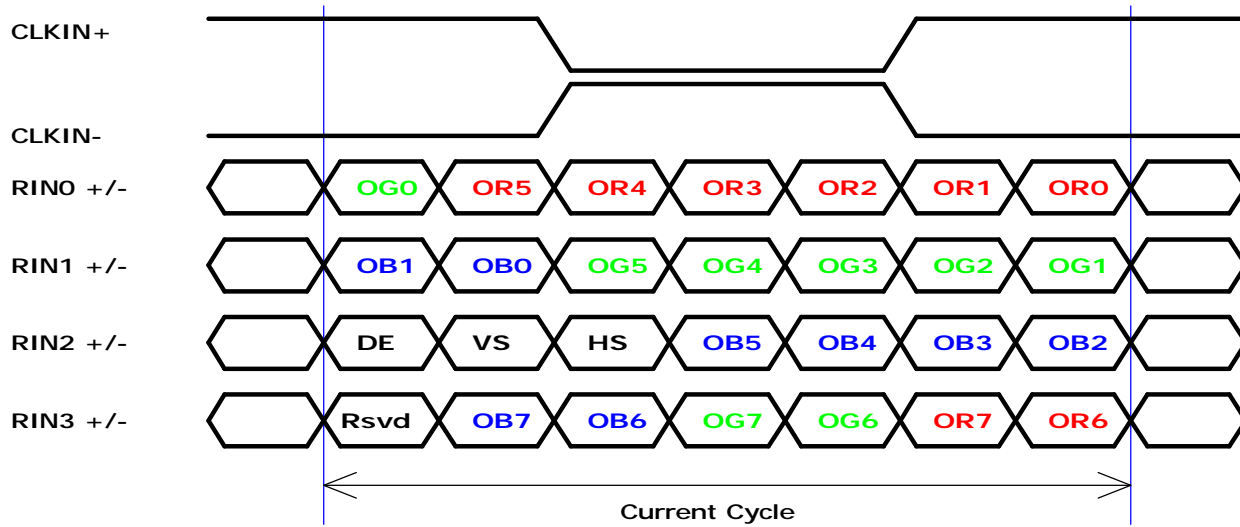 CLKIN+
CLKIN-
RIN0 +/- OG0 OR5 OR4 OR3 OR2 OR1 OR0
RIN1 +/- OB1 OB0 OG5 OG4 OG3 OG2 OG1
RIN2 +/- DE VS HS OB5 OB4 OB3 OB2
RIN3 +/- Rsvd OB7 OB6 OG7 OG6 OR7 OR6
Current Cycle